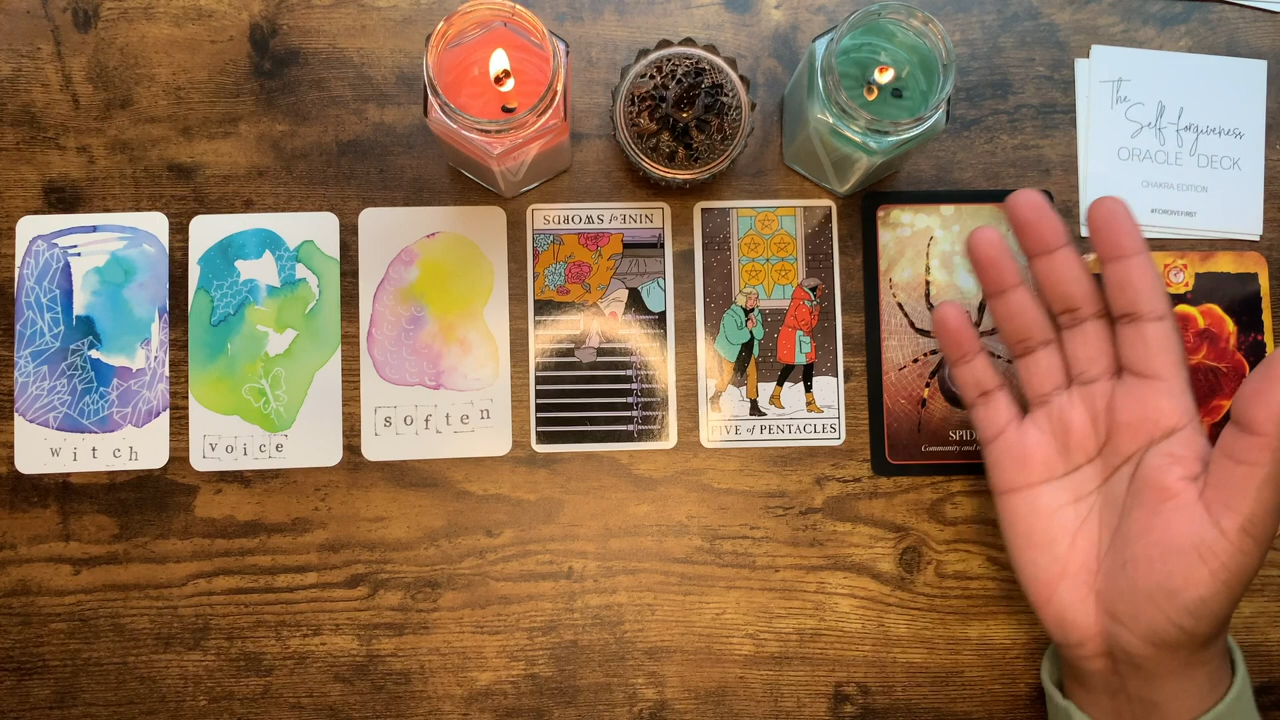 The
Self-forgiveness
ORACLE DECK
CHAKRA EDITION
#FORGIVEFIRST
witch
voice
soften
NINE of SWORDS
FIVE of PENTACLES
SPID
Community and